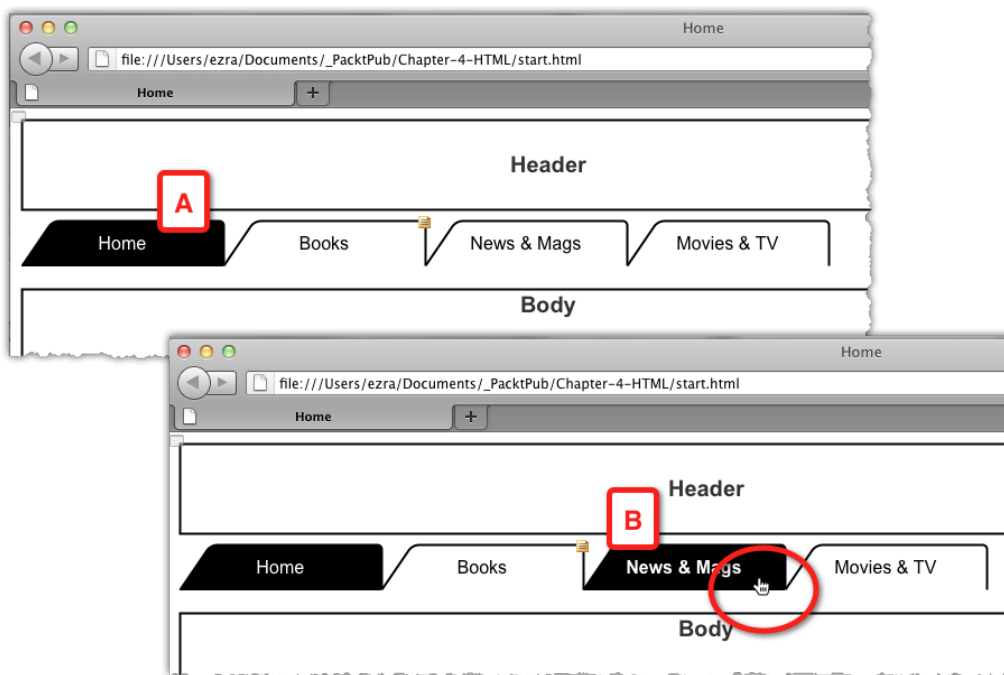 Home
file:///Users/ezra/Documents/_PacktPub/Chapter-4-HTML/start.html
Home +
Header
A
Home Books News & Mags Movies & TV
Body
Home
file:///Users/ezra/Documents/_PacktPub/Chapter-4-HTML/start.html
Home +
Header
B
Home Books News & Mags Movies & TV
Body